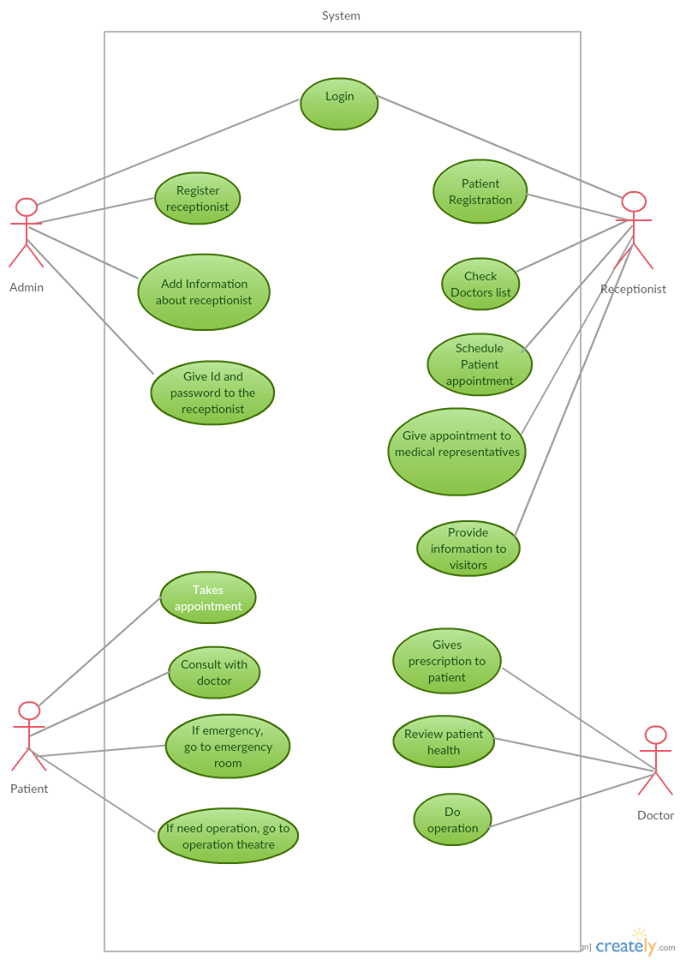 System
Login
Register
receptionist
Patient
Registration
Admin
Receptionist
Add Information
about receptionist
Check
Doctors list
Give Id and
password to the
receptionist
Schedule
Patient
appointment
Give appointment to
medical representatives
Provide
information to
visitors
Takes
appointment
Consult with
doctor
Gives
prescription to
patient
If emergency,
go to emergency
room
Review patient
health
Patient
Doctor
If need operation, go to
operation theatre
Do
operation
gn]
creately.com